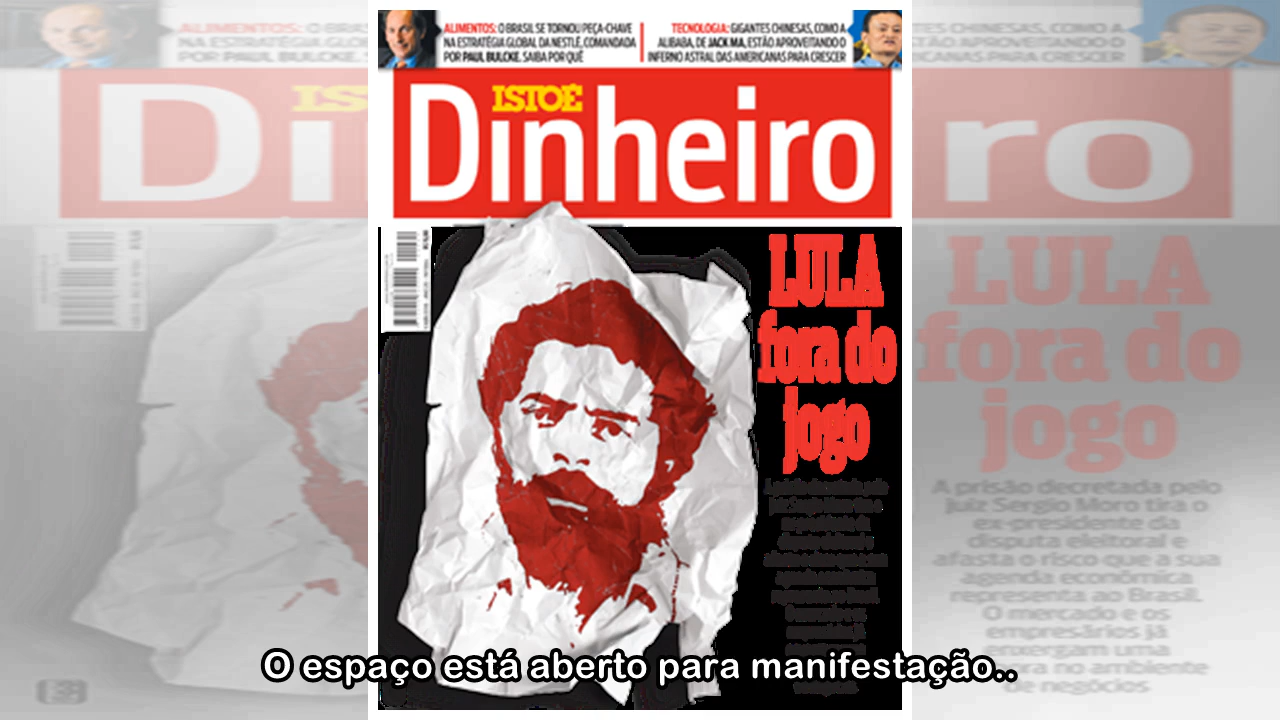 ALIMENTOS: O BRASIL SE TORNOU PEÇA-CHAVE
NA ESTRATÉGIA GLOBAL DA NESTLÉ, COMANDADA
POR PAUL BULCKE. SAIBA POR QUÊ
TECNOLOGIA: GIGANTES CHINESAS, COMO A
ALIBABA, DE JACK MA, ESTÃO APROVEITANDO O
INFERNO ASTRAL DAS AMERICANAS PARA CRESCER
ISTOÉ
Dinheiro
LULA
fora do
jogo
A prisão decretada pelo
juiz Sergio Moro tira o
da
disputa eleitoral e
afasta o risco que a sua
agenda econômica
representa ao Brasil.
O mercado e os
empresários já
enxergam uma
no ambiente
de negócios
O espaço está aberto para manifestação..